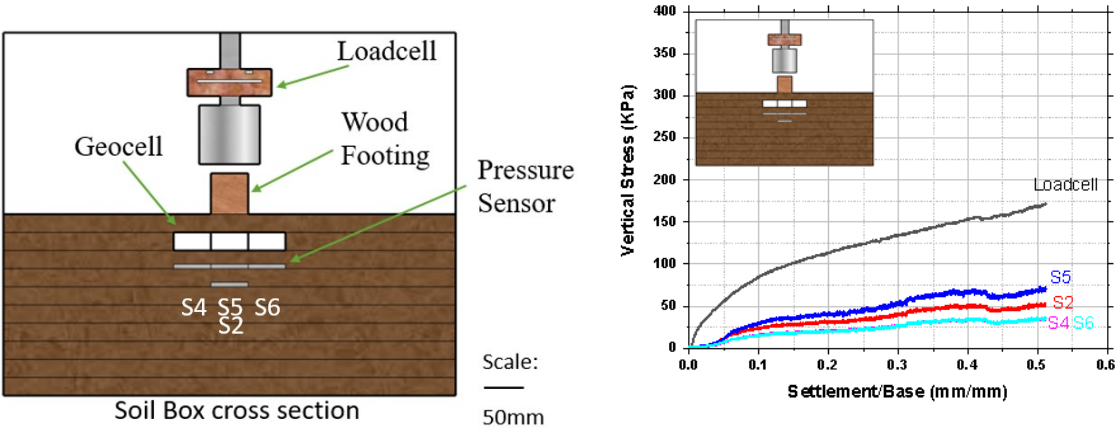 Loadcell
Wood
Footing
Geocell
Pressure
Sensor
S4 S5 S6
S2
Scale:
50mm
Soil Box cross section
400
350
300
250
200
150
100
50
0
Vertical Stress (KPa)
Loadcell
S5
S2
S4 S6
0.0 0.1 0.2 0.3 0.4 0.5 0.6
Settlement/Base (mm/mm)